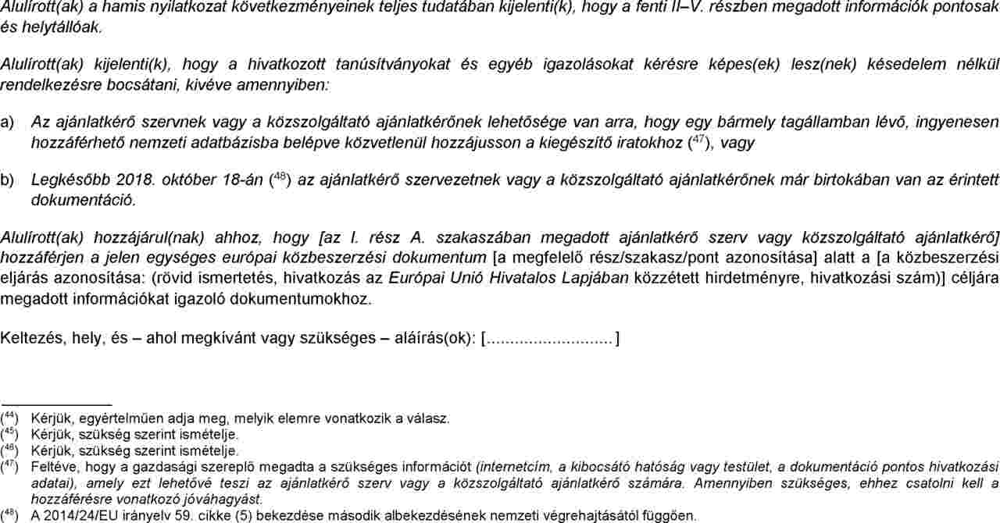 Alulírott(ak) a hamis nyilatkozat következményeinek teljes tudatában kijelenti(k), hogy a fenti II–V. részben megadott információk pontosak
és helytállóak.
Alulírott(ak) kijelenti(k), hogy a hivatkozott tanúsítványokat és egyéb igazolásokat kérésre képes(ek) lesz(nek) késedelem nélkül
rendelkezésre bocsátani, kivéve amennyiben:
a) Az ajánlatkérő szervnek vagy a közszolgáltató ajánlatkérőnek lehetősége van arra, hogy egy bármely tagállamban lévő, ingyenesen
hozzáférhető nemzeti adatbázisba belépve közvetlenül hozzájusson a kiegészítő iratokhoz (47), vagy
b) Legkésőbb 2018. október 18-án (48) az ajánlatkérő szervezetnek vagy a közszolgáltató ajánlatkérőnek már birtokában van az érintett
dokumentáció.
Alulírott(ak) hozzájárul(nak) ahhoz, hogy [az I. rész A. szakaszában megadott ajánlatkérő szerv vagy közszolgáltató ajánlatkérő]
hozzáférjen a jelen egységes európai közbeszerzési dokumentum [a megfelelő rész/szakasz/pont azonosítása] alatt a [a közbeszerzési
eljárás azonosítása: (rövid ismertetés, hivatkozás az Európai Unió Hivatalos Lapjában közzétett hirdetményre, hivatkozási szám)] céljára
megadott információkat igazoló dokumentumokhoz.
Keltezés, hely, és – ahol megkívánt vagy szükséges – aláírás(ok): [...........................]
(44) Kérjük, egyértelműen adja meg, melyik elemre vonatkozik a válasz.
(45) Kérjük, szükség szerint ismételje.
(46) Kérjük, szükség szerint ismételje.
(47) Feltéve, hogy a gazdasági szereplő megadta a szükséges információt (internetcím, a kibocsátó hatóság vagy testület, a dokumentáció pontos hivatkozási
adatai), amely ezt lehetővé teszi az ajánlatkérő szerv vagy a közszolgáltató ajánlatkérő számára. Amennyiben szükséges, ehhez csatolni kell a
hozzáférésre vonatkozó jóváhagyást.
(48) A 2014/24/EU irányelv 59. cikke (5) bekezdése második albekezdésének nemzeti végrehajtásától függően.